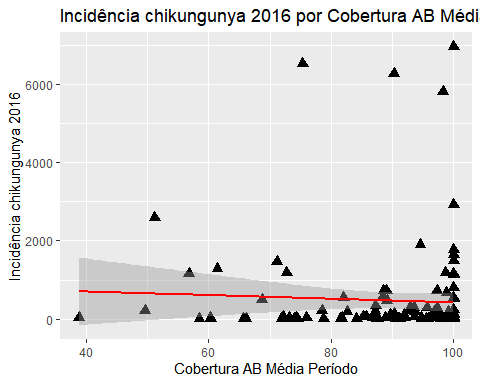 Incidência chikungunya 2016 por Cobertura AB Médi
Incidência chikungunya 2016
6000
4000
2000
0
40
60
80
100
Cobertura AB Média Período